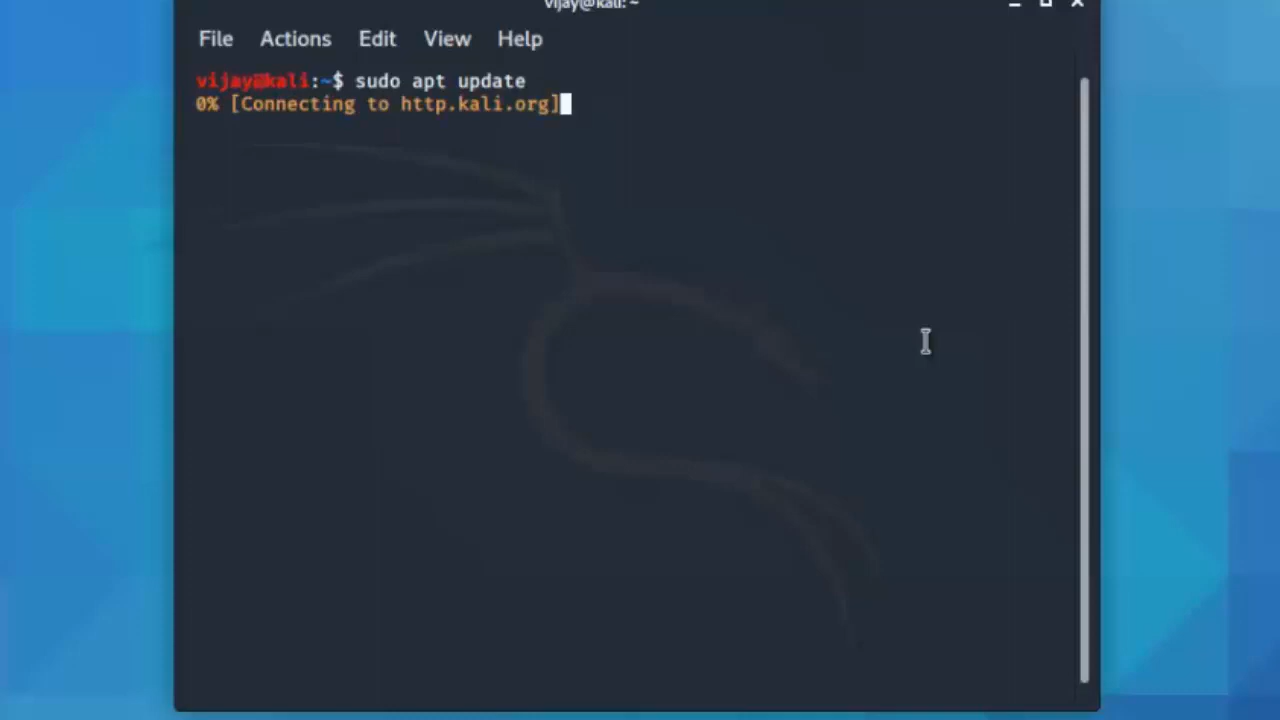 vijay@kali: ~
File Actions Edit View Help
vijay@kali:~$ sudo apt update
0% [Connecting to http.kali.org]